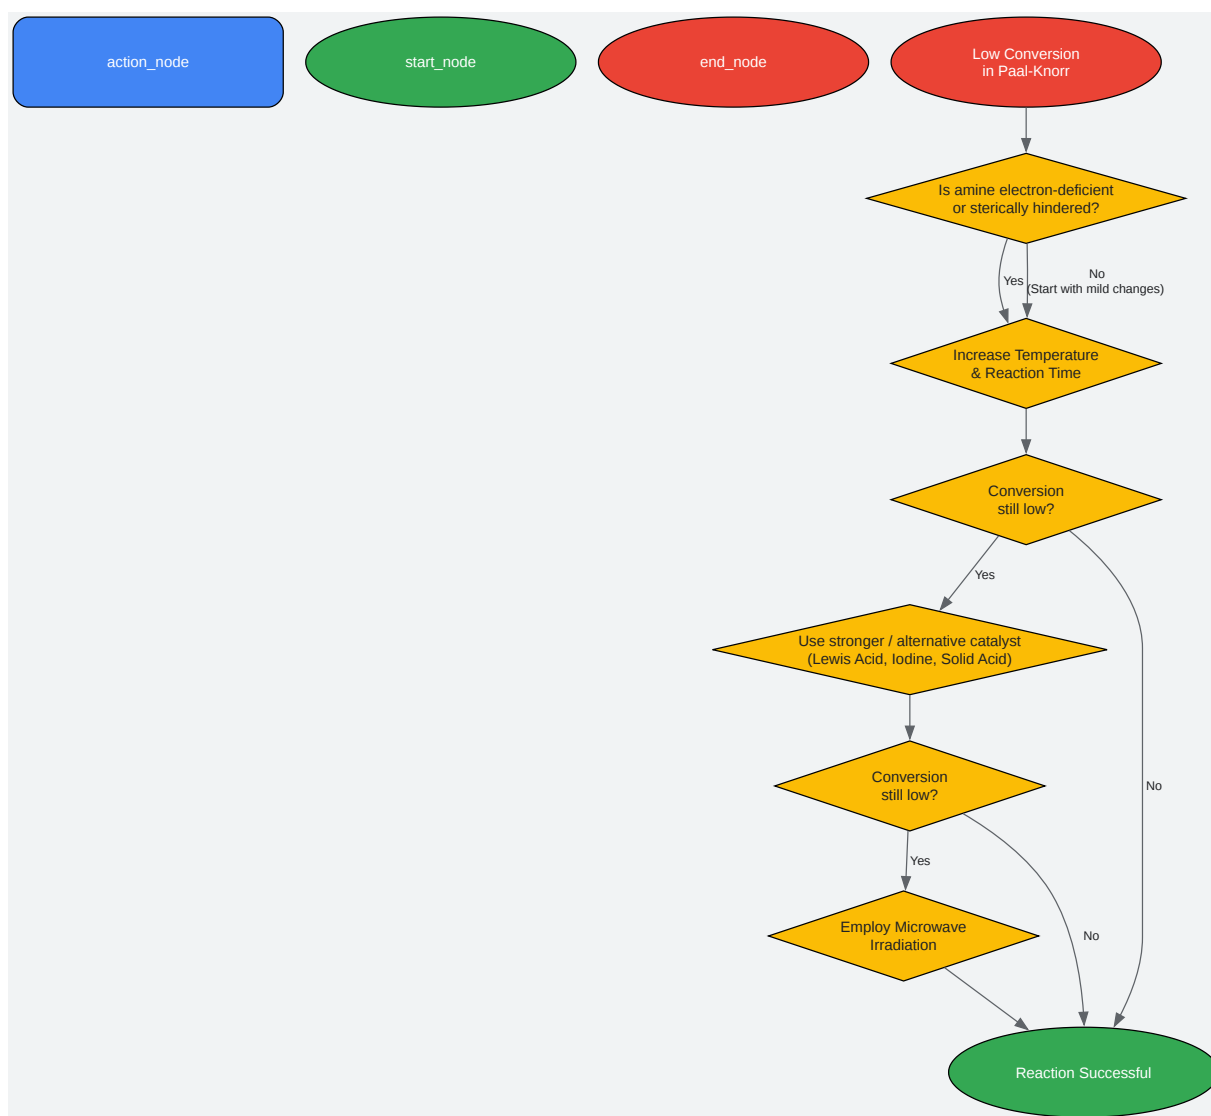 action_node
start_node
end_node
Low Conversion
in Paal-Knorr
Is amine electron-deficient
or sterically hindered?
Yes
No
(Start with mild changes)
Increase Temperature
& Reaction Time
Conversion
still low?
Yes
Use stronger / alternative catalyst
(Lewis Acid, Iodine, Solid Acid)
Conversion
still low?
No
Yes
Employ Microwave
Irradiation
No
Reaction Successful